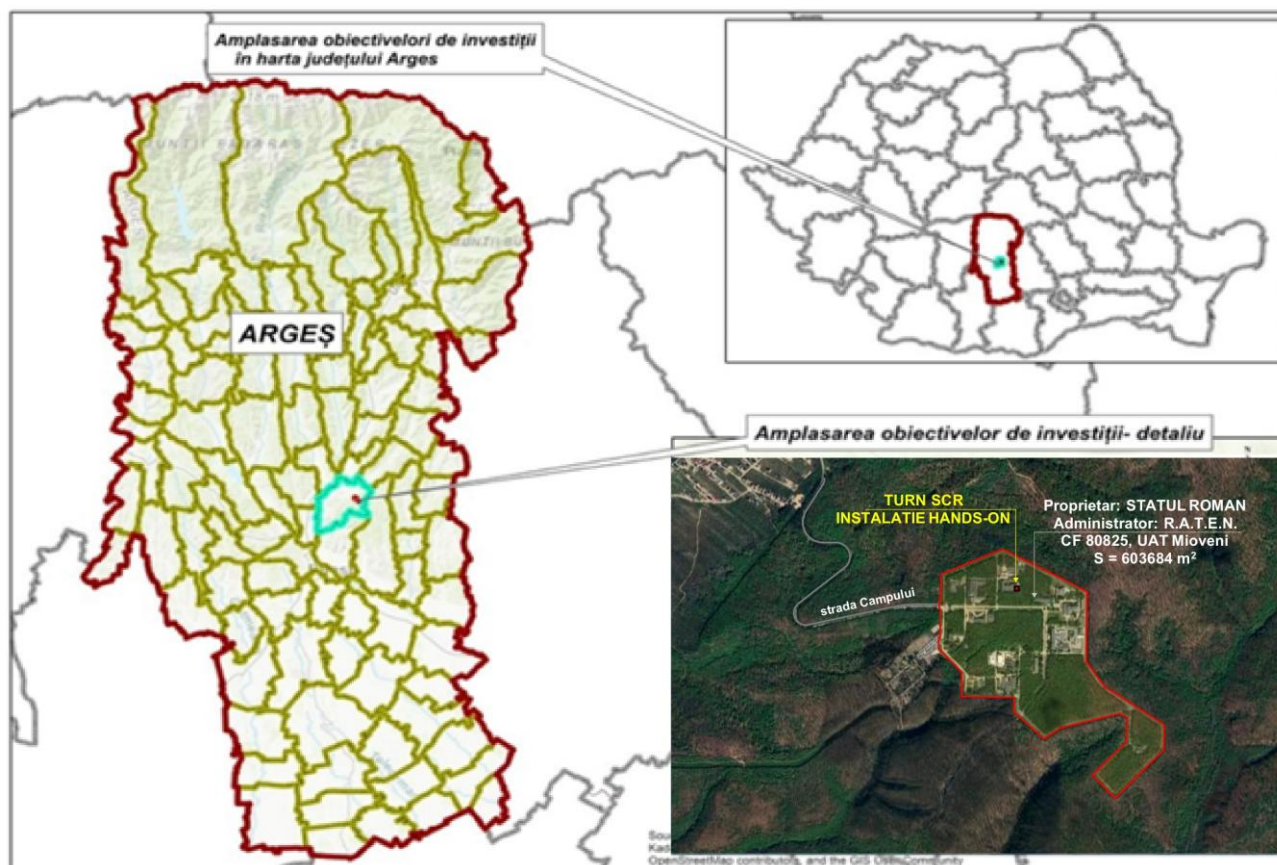 Amplasarea obiectivelori de investiții
în harta județului Arges
ARGEȘ
Amplasarea obiectivelor de investiții- detaliu
TURN SCR
INSTALATIE HANDS-ON
Proprietar: STATUL ROMAN
Administrator: R.A.T.E.N.
CF 80825, UAT Mioveni
S = 603684 m²
strada Campului
OpenStreetMap contributors, and the GIS User Community